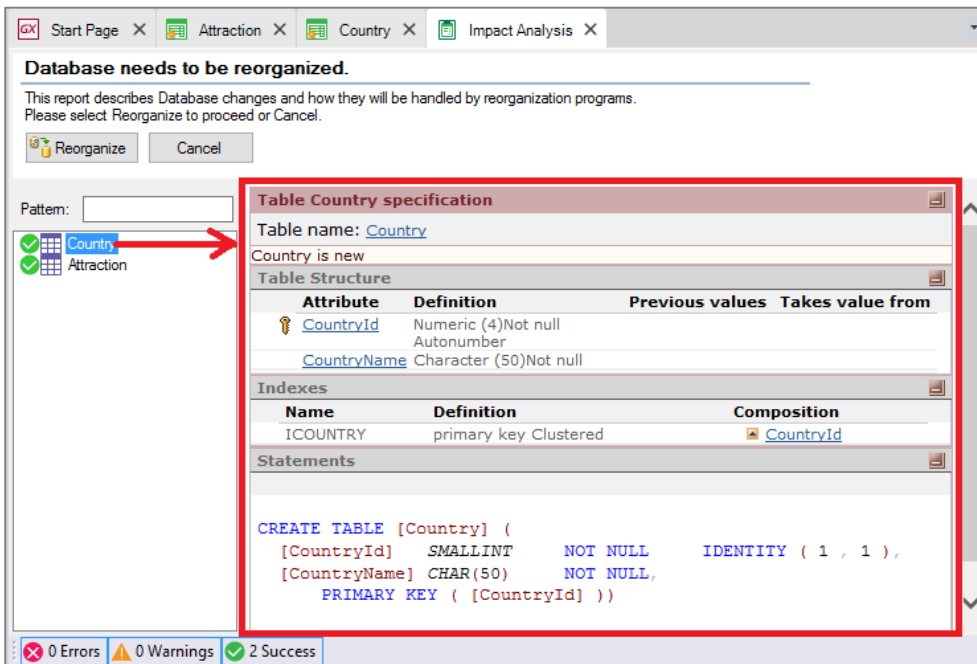 GX Start Page Attraction Country Impact Analysis
Database needs to be reorganized.
This report describes Database changes and how they will be handled by reorganization programs.
Please select Reorganize to proceed or Cancel.
Reorganize Cancel
Pattern:
Country
Attraction
Table Country specification
Table name: Country
Country is new
Table Structure
Attribute Definition Previous values Takes value from
CountryId Numeric (4)Not null
Autonumber
CountryName Character (50)Not null
Indexes
Name Definition Composition
ICOUNTRY primary key Clustered CountryId
Statements
CREATE TABLE [Country] (
[CountryId] SMALLINT NOT NULL IDENTITY ( 1 , 1 ),
[CountryName] CHAR(50) NOT NULL,
PRIMARY KEY ( [CountryId] ))
0 Errors 0 Warnings 2 Success